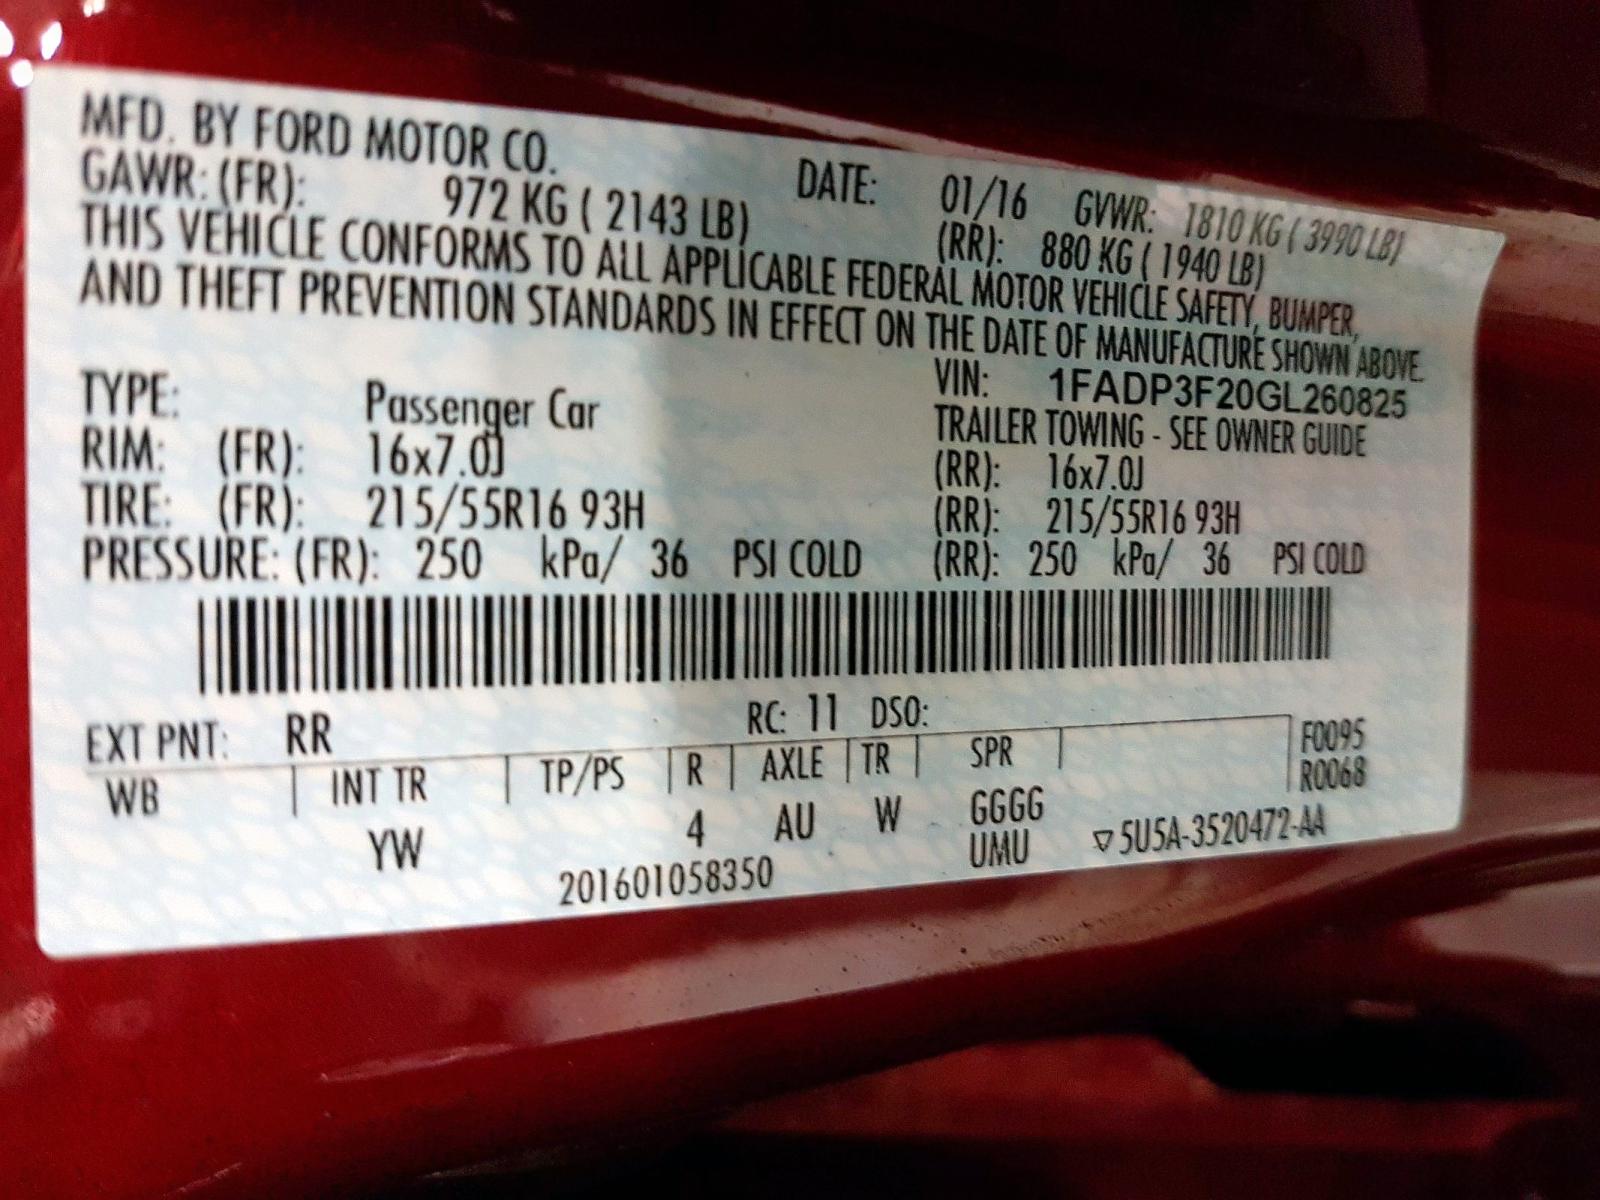 MFD. BY FORD MOTOR CO.
DATE: 01/16 GVWR: 1810 KG ( 3990 LB)
GAWR: (FR): 972 KG ( 2143 LB) (RR): 880 KG ( 1940 LB)
THIS VEHICLE CONFORMS TO ALL APPLICABLE FEDERAL MOTOR VEHICLE SAFETY, BUMPER,
AND THEFT PREVENTION STANDARDS IN EFFECT ON THE DATE OF MANUFACTURE SHOWN ABOVE.
VIN: 1FADP3F20GL260825
TYPE: Passenger Car TRAILER TOWING - SEE OWNER GUIDE
RIM: (FR): 16x7.0J (RR): 16x7.0J
TIRE: (FR): 215/55R16 93H (RR): 215/55R16 93H
PRESSURE: (FR): 250 kPa/ 36 PSI COLD (RR): 250 kPa/ 36 PSI COLD
EXT PNT: RR RC: 11 DSO: F0095
WB INT TR TP/PS R AXLE TR SPR R0068
YW 4 AU W GGGG
UMU ▽5U5A-3520472-AA
201601058350